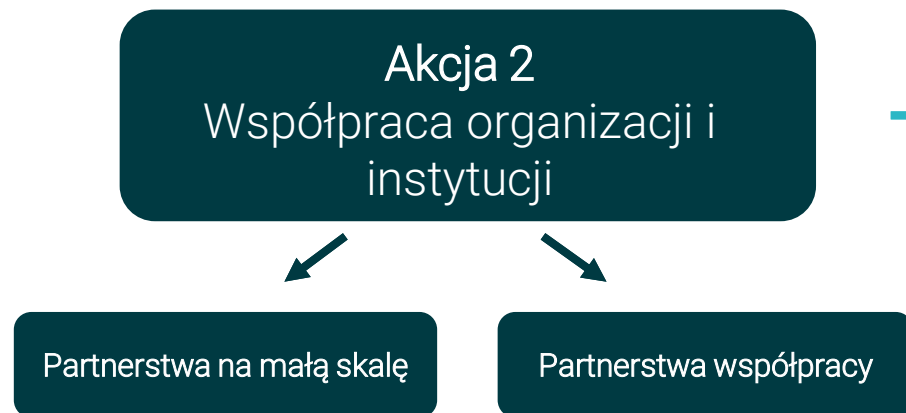 Akcja 2
Współpraca organizacji i
instytucji
Partnerstwa na małą skalę
Partnerstwa współpracy